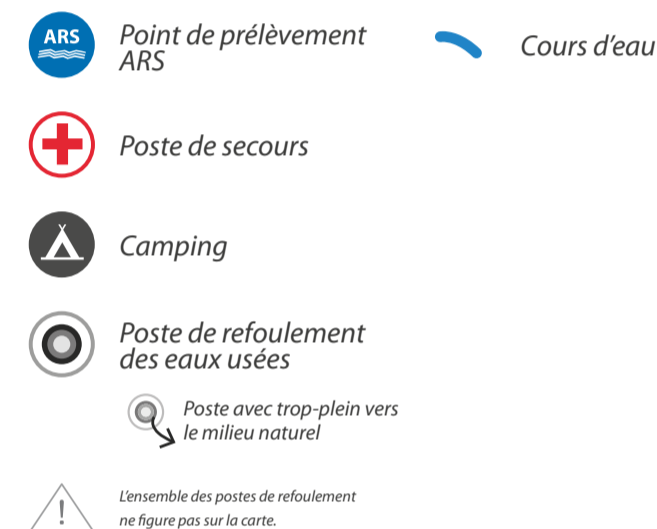 ARS
Point de prélèvement
ARS
Cours d’eau
Poste de secours
Camping
Poste de refoulement
des eaux usées
Poste avec trop-plein vers
le milieu naturel
!
L’ensemble des postes de refoulement
ne figure pas sur la carte.